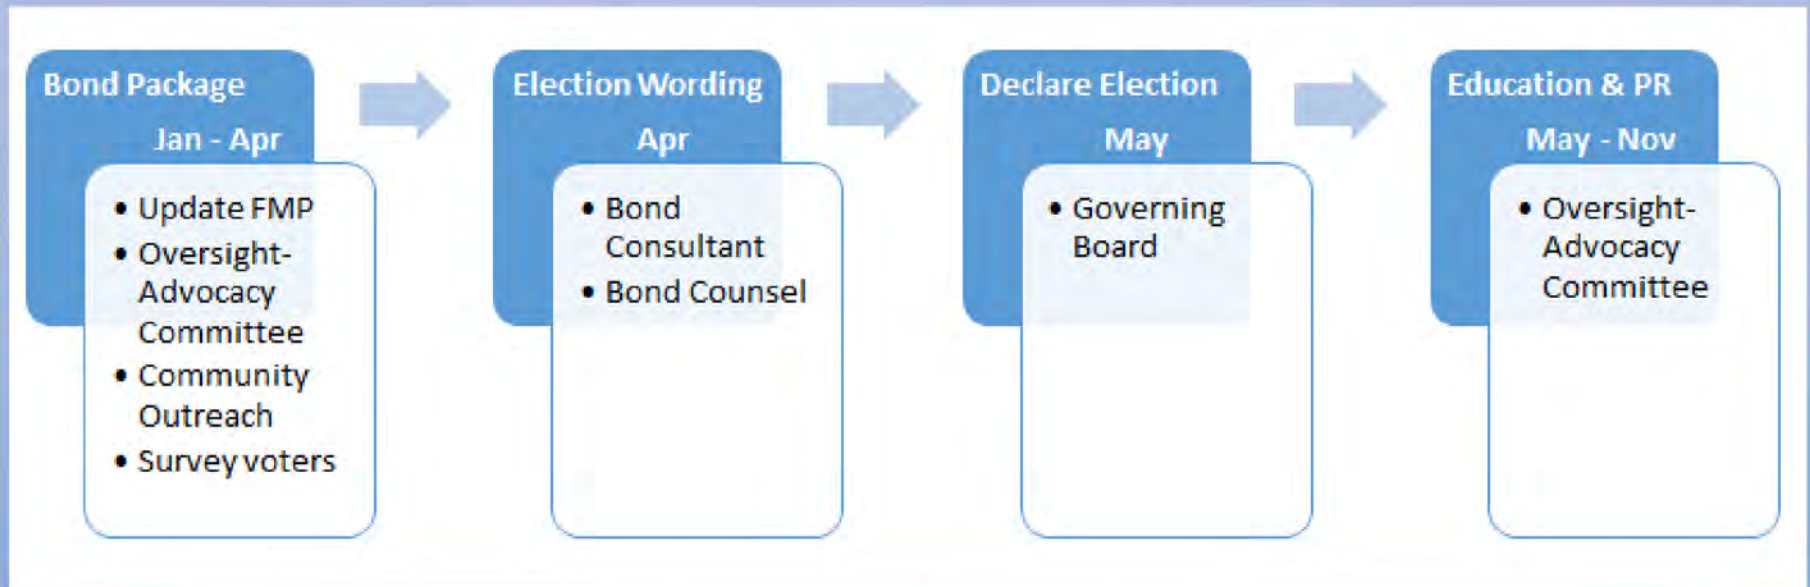 Bond Package
Jan - Apr
• Update FMP
• Oversight-
Advocacy
Committee
• Community
Outreach
• Survey voters
Election Wording
Apr
• Bond
Consultant
• Bond Counsel
Declare Election
May
• Governing
Board
Education & PR
May - Nov
• Oversight-
Advocacy
Committee